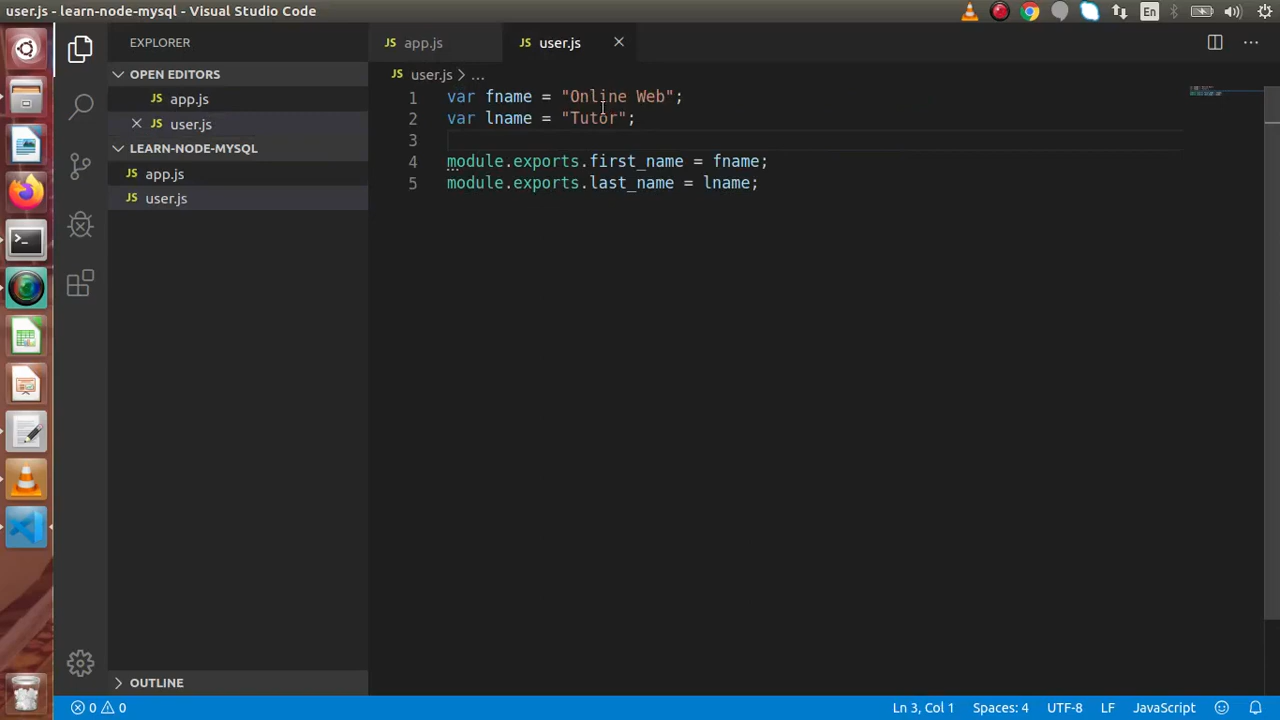 user.js - learn-node-mysql - Visual Studio Code
En
EXPLORER
OPEN EDITORS
JS app.js
JS user.js
LEARN-NODE-MYSQL
JS app.js
JS user.js
OUTLINE
JS app.js
JS user.js
JS user.js > ...
1 var fname = "Online Web";
2 var lname = "Tutor";
3
4 module.exports.first_name = fname;
5 module.exports.last_name = lname;
0 0
Ln 3, Col 1
Spaces: 4
UTF-8
LF
JavaScript